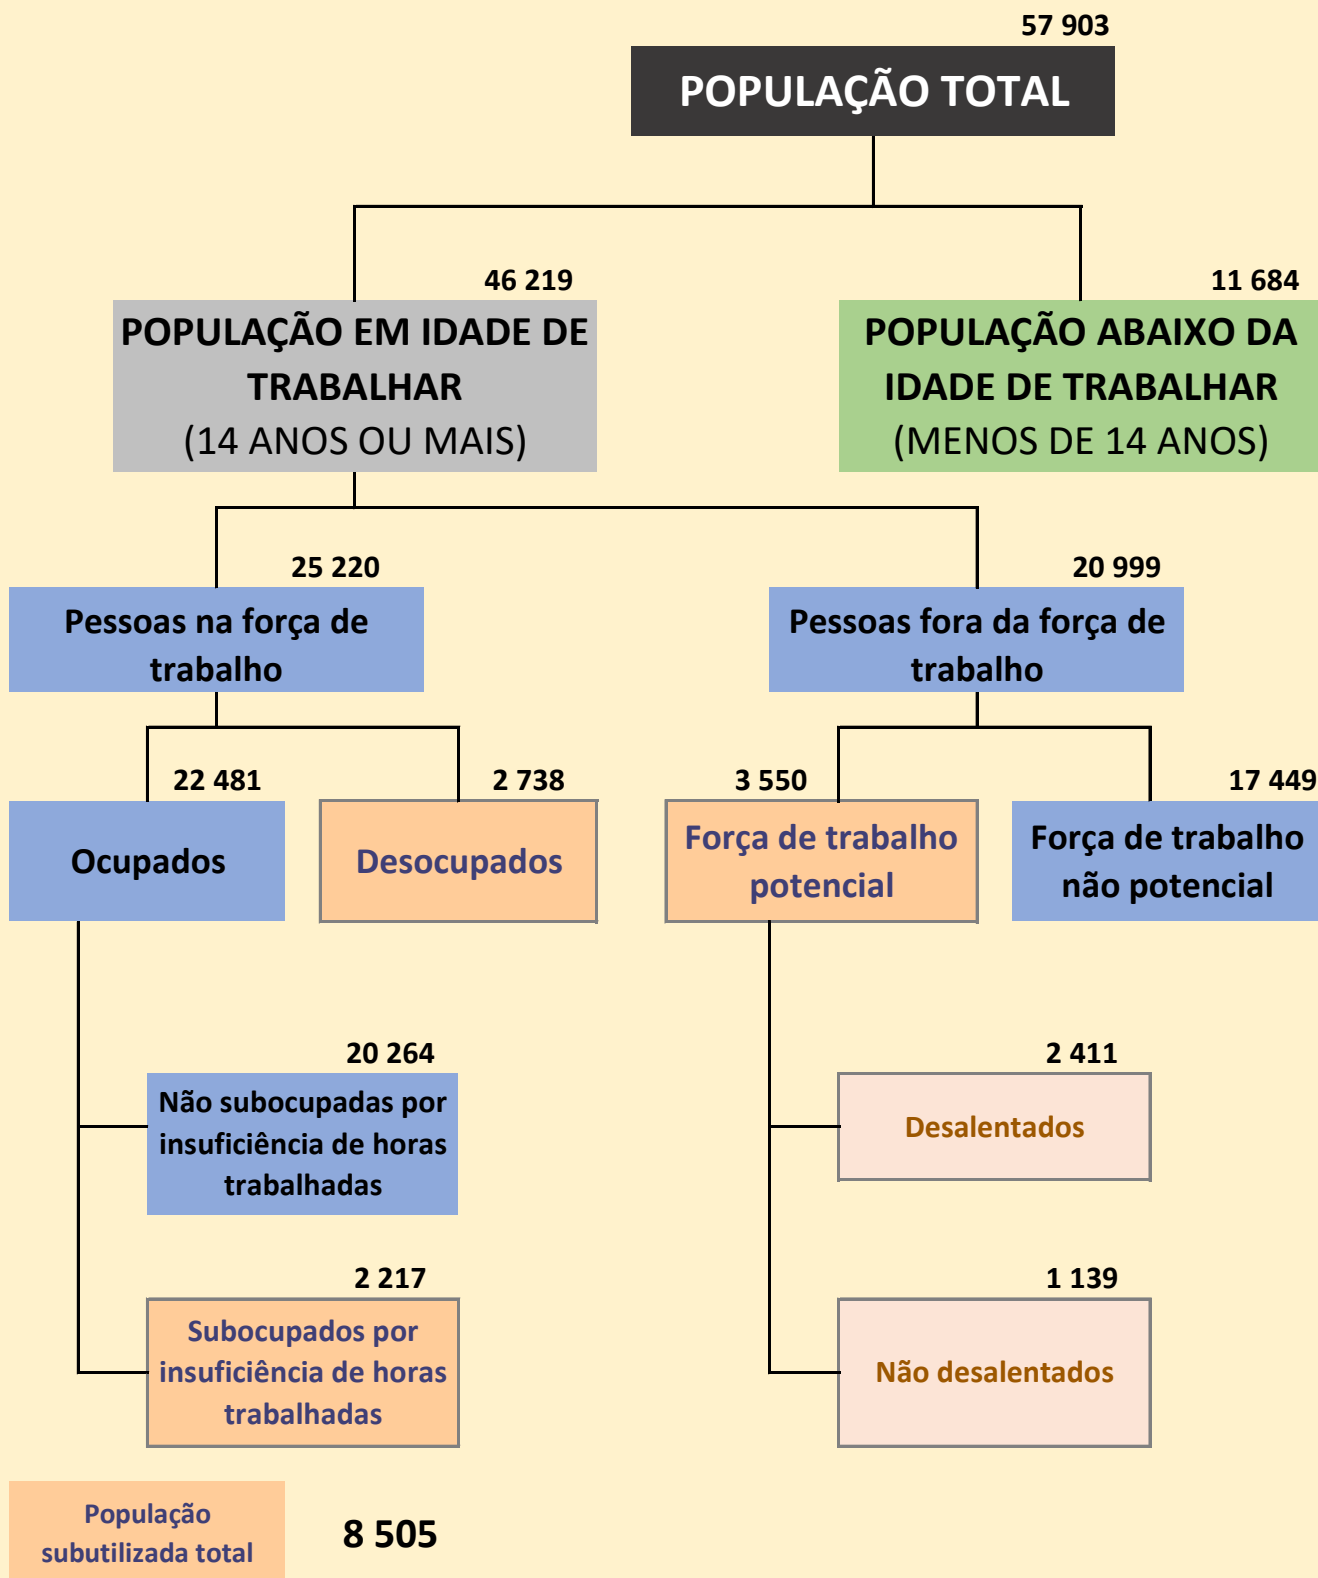 57 903
POPULAÇÃO TOTAL
46 219
POPULAÇÃO EM IDADE DE
TRABALHAR
(14 ANOS OU MAIS)
11 684
POPULAÇÃO ABAIXO DA
IDADE DE TRABALHAR
(MENOS DE 14 ANOS)
25 220
Pessoas na força de
trabalho
20 999
Pessoas fora da força de
trabalho
22 481
Ocupados
2 738
Desocupados
3 550
Força de trabalho
potencial
17 449
Força de trabalho
não potencial
20 264
Não subocupadas por
insuficiência de horas
trabalhadas
2 411
Desalentados
2 217
Subocupados por
insuficiência de horas
trabalhadas
1 139
Não desalentados
População
subutilizada total
8 505